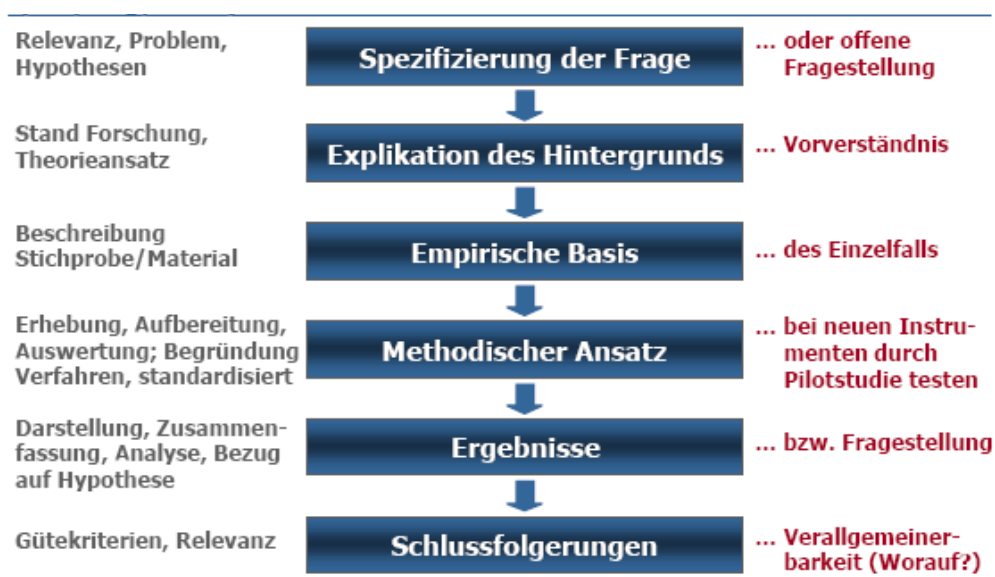 Relevanz, Problem,
Hypothesen
Spezifizierung der Frage
... oder offene
Fragestellung
Stand Forschung,
Theorieansatz
Explikation des Hintergrunds
... Vorverständnis
Beschreibung
Stichprobe/Material
Empirische Basis
... des Einzelfalls
Erhebung, Aufbereitung,
Auswertung; Begründung
Verfahren, standardisiert
Methodischer Ansatz
... bei neuen Instru-
menten durch
Pilotstudie testen
Darstellung, Zusammen-
fassung, Analyse, Bezug
auf Hypothese
Ergebnisse
... bzw. Fragestellung
Gütekriterien, Relevanz
Schlussfolgerungen
... Verallgemeiner-
barkeit (Worauf?)